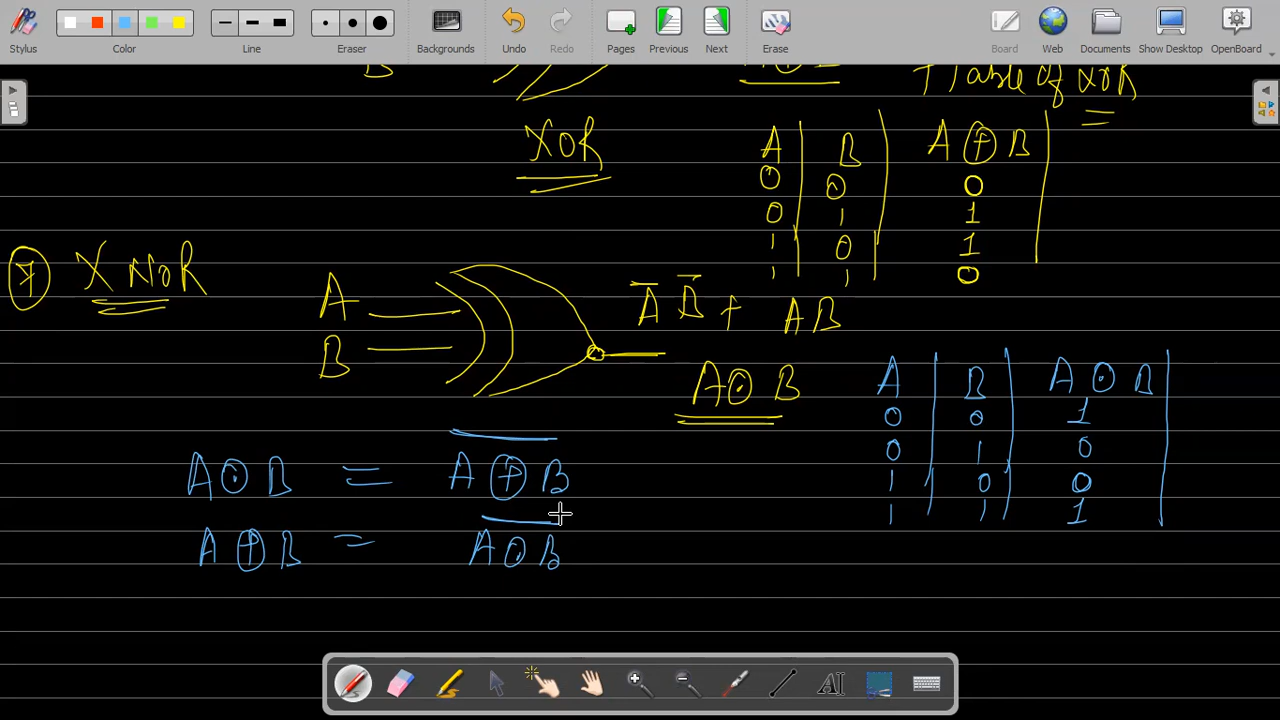 Stylus Color Line Eraser Backgrounds Undo Redo Pages Previous Next Erase Board Web Documents Show Desktop OpenBoard
B
T Table of XOR
XOR
A B A ⊕ B
0 0 0
0 1 1
1 0 1
1 1 0
7 XNOR
A
B
A̅ B̅ + AB
A ⊙ B
A B A ⊙ B
0 0 1
0 1 0
1 0 0
1 1 1
A ⊙ B = \overline{A ⊕ B}
A ⊕ B = \overline{A ⊙ B}